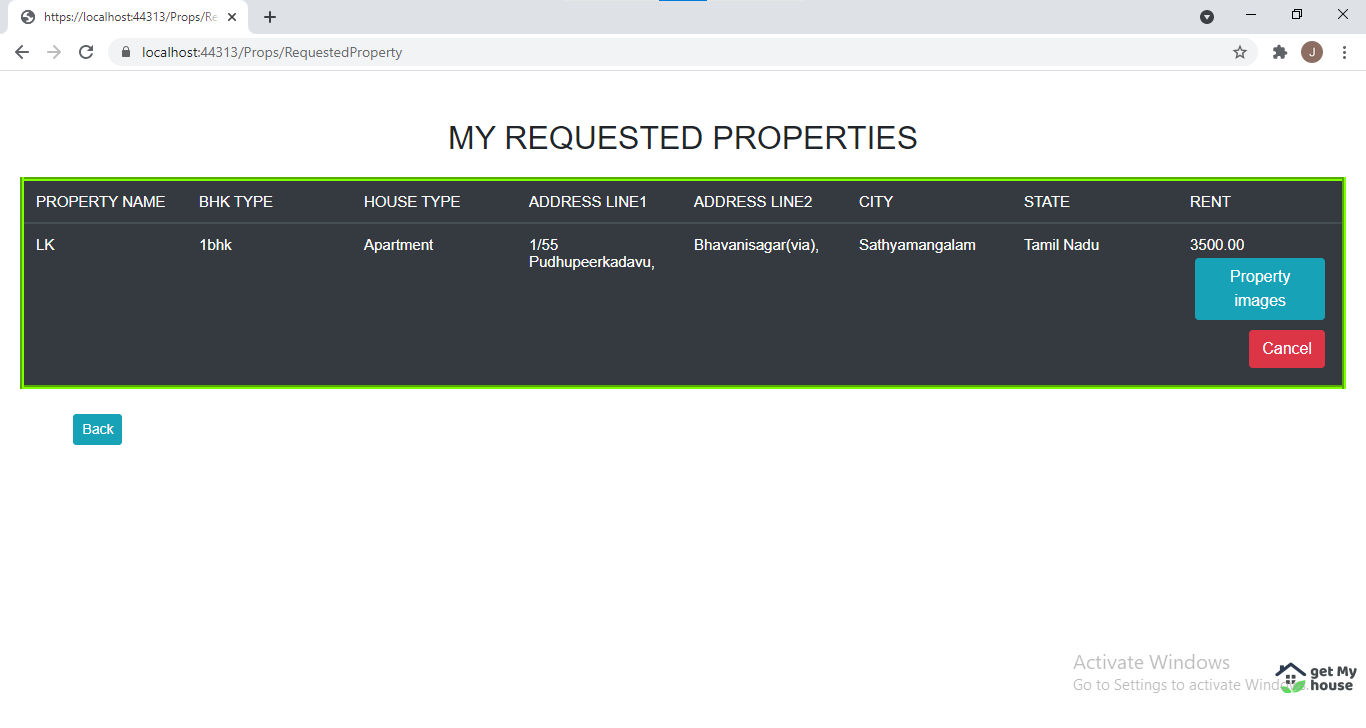 https://localhost:44313/Props/Re
localhost:44313/Props/RequestedProperty
J
MY REQUESTED PROPERTIES
PROPERTY NAME BHK TYPE HOUSE TYPE ADDRESS LINE1 ADDRESS LINE2 CITY STATE RENT
LK 1bhk Apartment 1/55 Bhavanisagar(via), Sathyamangalam Tamil Nadu 3500.00
Pudhupeerkadavu,
Property
images
Cancel
Back
Activate Windows
Go to Settings to activate Windows.
get My
house